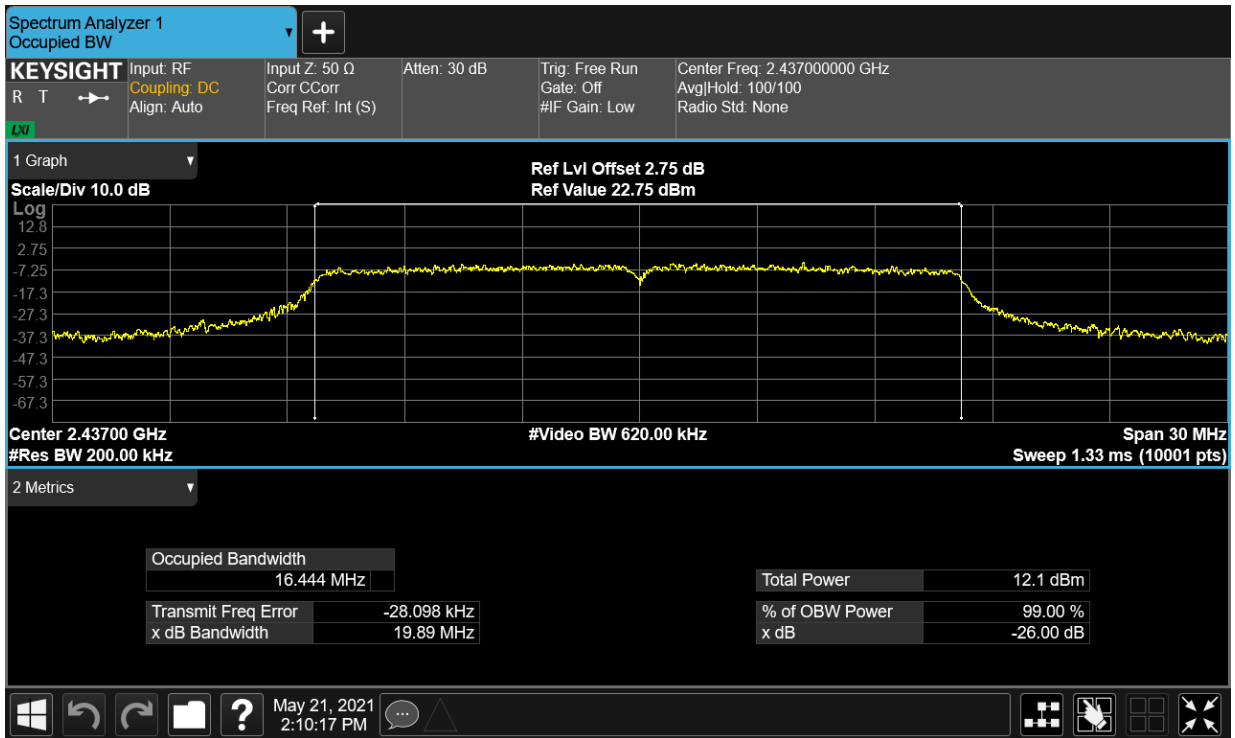 Spectrum Analyzer 1
Occupied BW
KEYSIGHT
R T
LXI
Input: RF
Coupling: DC
Align: Auto
Input Z: 50 Ω
Corr CCorr
Freq Ref: Int (S)
Atten: 30 dB
Trig: Free Run
Gate: Off
#IF Gain: Low
Center Freq: 2.437000000 GHz
Avg|Hold: 100/100
Radio Std: None
1 Graph
Ref Lvl Offset 2.75 dB
Scale/Div 10.0 dB
Ref Value 22.75 dBm
Log
12.8
2.75
-7.25
-17.3
-27.3
-37.3
-47.3
-57.3
-67.3
Center 2.43700 GHz
#Video BW 620.00 kHz
Span 30 MHz
#Res BW 200.00 kHz
Sweep 1.33 ms (10001 pts)
2 Metrics
Occupied Bandwidth
16.444 MHz
Total Power 12.1 dBm
Transmit Freq Error -28.098 kHz
% of OBW Power 99.00 %
x dB Bandwidth 19.89 MHz
x dB -26.00 dB
?
May 21, 2021
2:10:17 PM